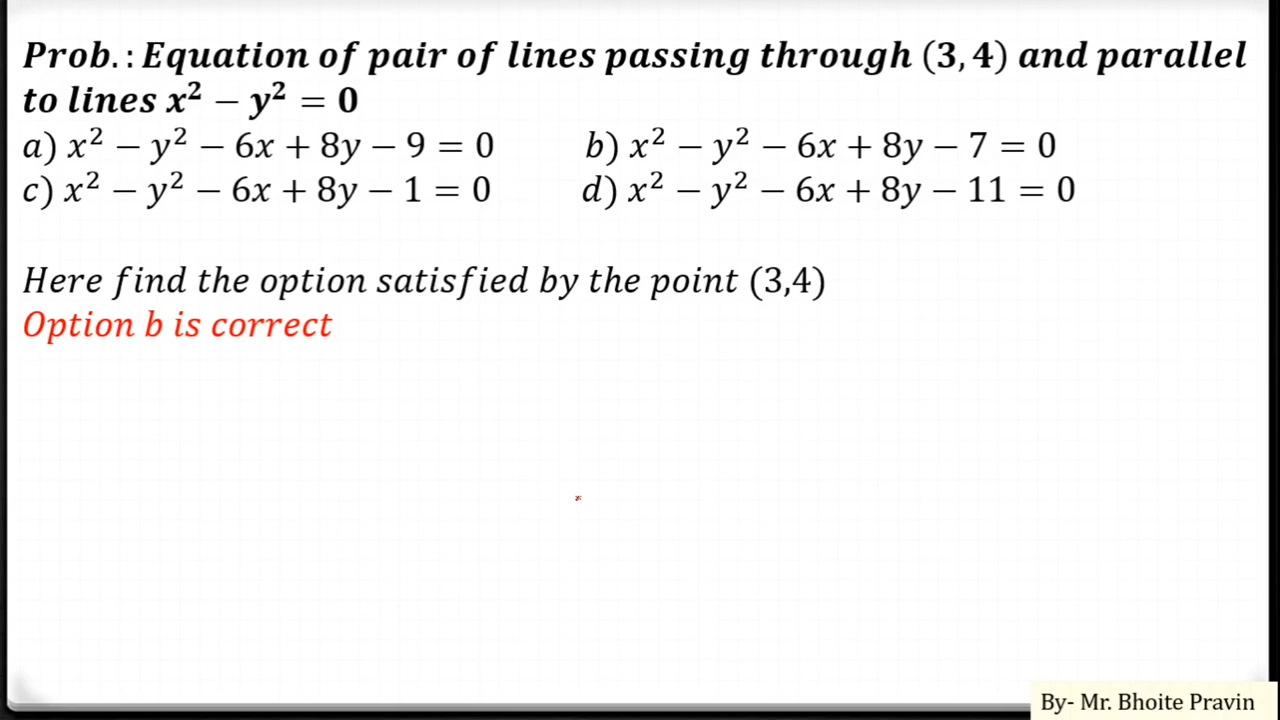 Prob.: Equation of pair of lines passing through (3, 4) and parallel
to lines x² − y² = 0
a) x² − y² − 6x + 8y − 9 = 0 b) x² − y² − 6x + 8y − 7 = 0
c) x² − y² − 6x + 8y − 1 = 0 d) x² − y² − 6x + 8y − 11 = 0
Here find the option satisfied by the point (3,4)
Option b is correct
By- Mr. Bhoite Pravin